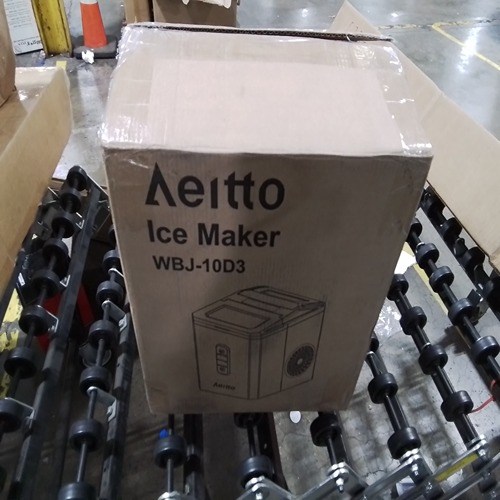 Aeitto
Ice Maker
WBJ-10D3
Aeitto